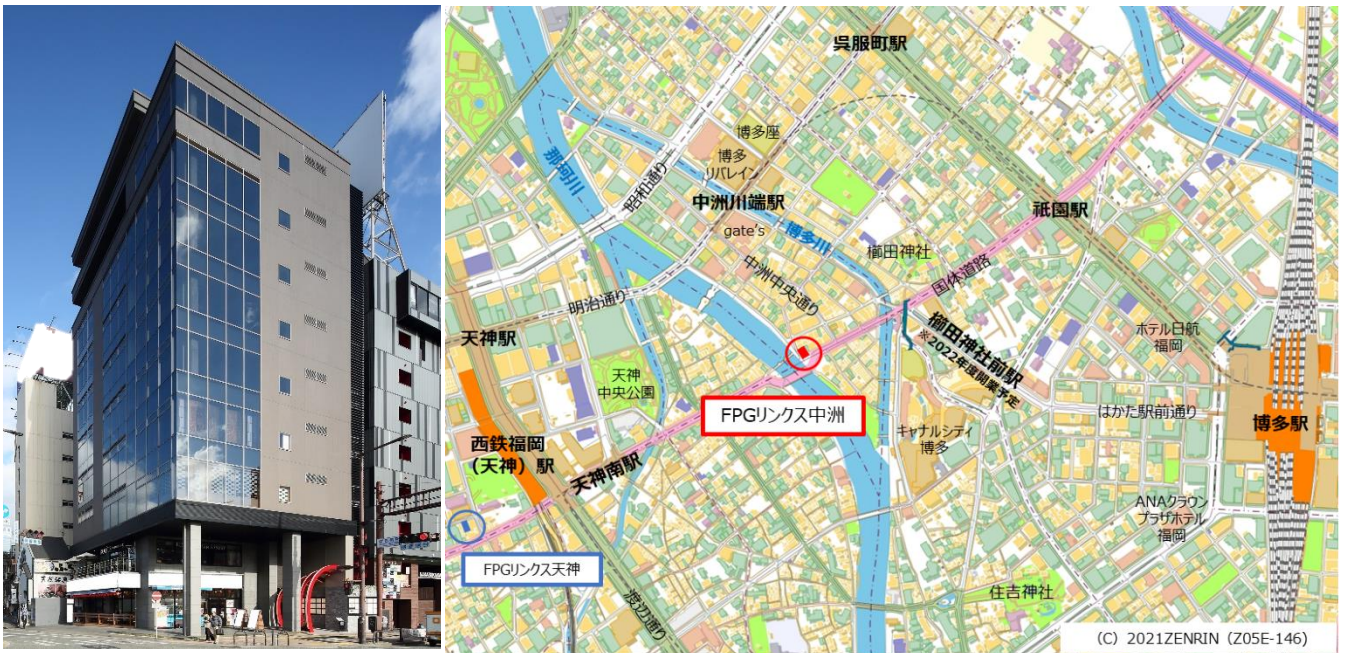 呉服町駅
博多座
博多
リバレイン
那珂川
昭和通り
中洲川端駅
gate's
博多川
祇園駅
櫛田神社
国体道路
中洲中央通り
明治通り
天神駅
櫛田神社前駅
※2022年度開業予定
ホテル日航
福岡
天神
中央公園
FPGリンクス中洲
はかた駅前通り
博多駅
キャナルシティ
博多
西鉄福岡
(天神)駅
天神南駅
ANAクラウン
プラザホテル
福岡
FPGリンクス天神
渡辺通り
住吉神社
(C) 2021ZENRIN (Z05E-146)